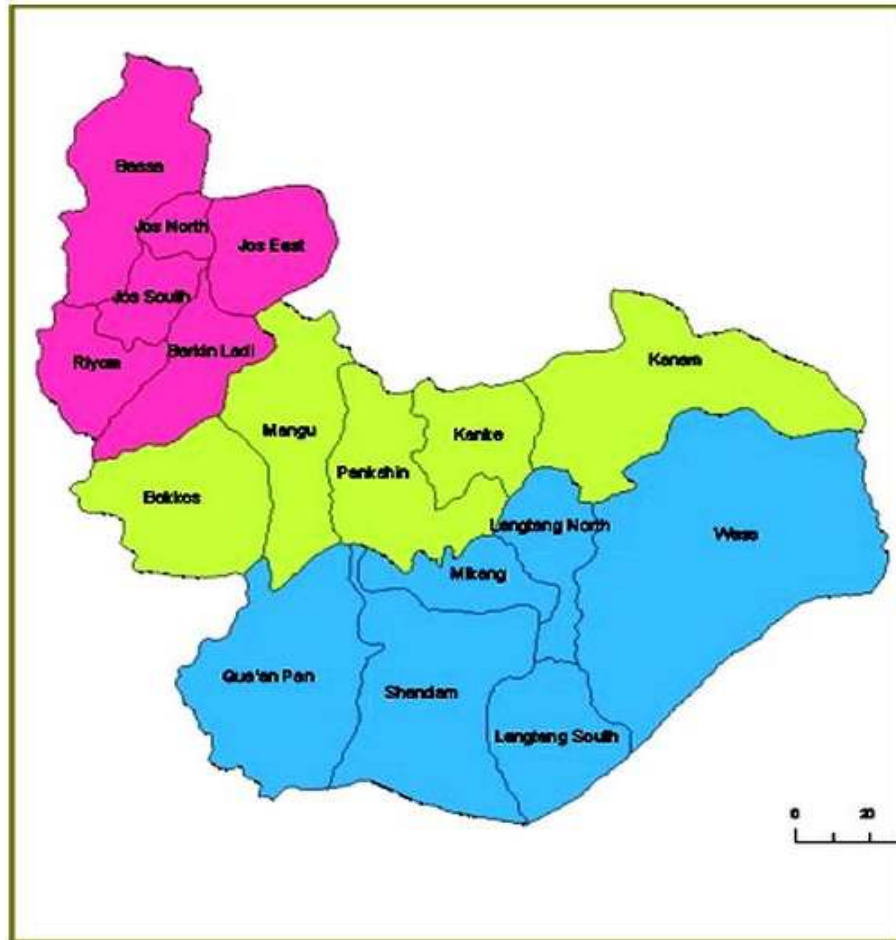 Bassa
Jos North
Jos East
Jos South
Barkin Ladi
Riyom
Kanam
Mangu
Kanke
Pankshin
Bokkos
Langtang North
Wase
Mikang
Qua'an Pan
Shendam
Langtang South
0 20